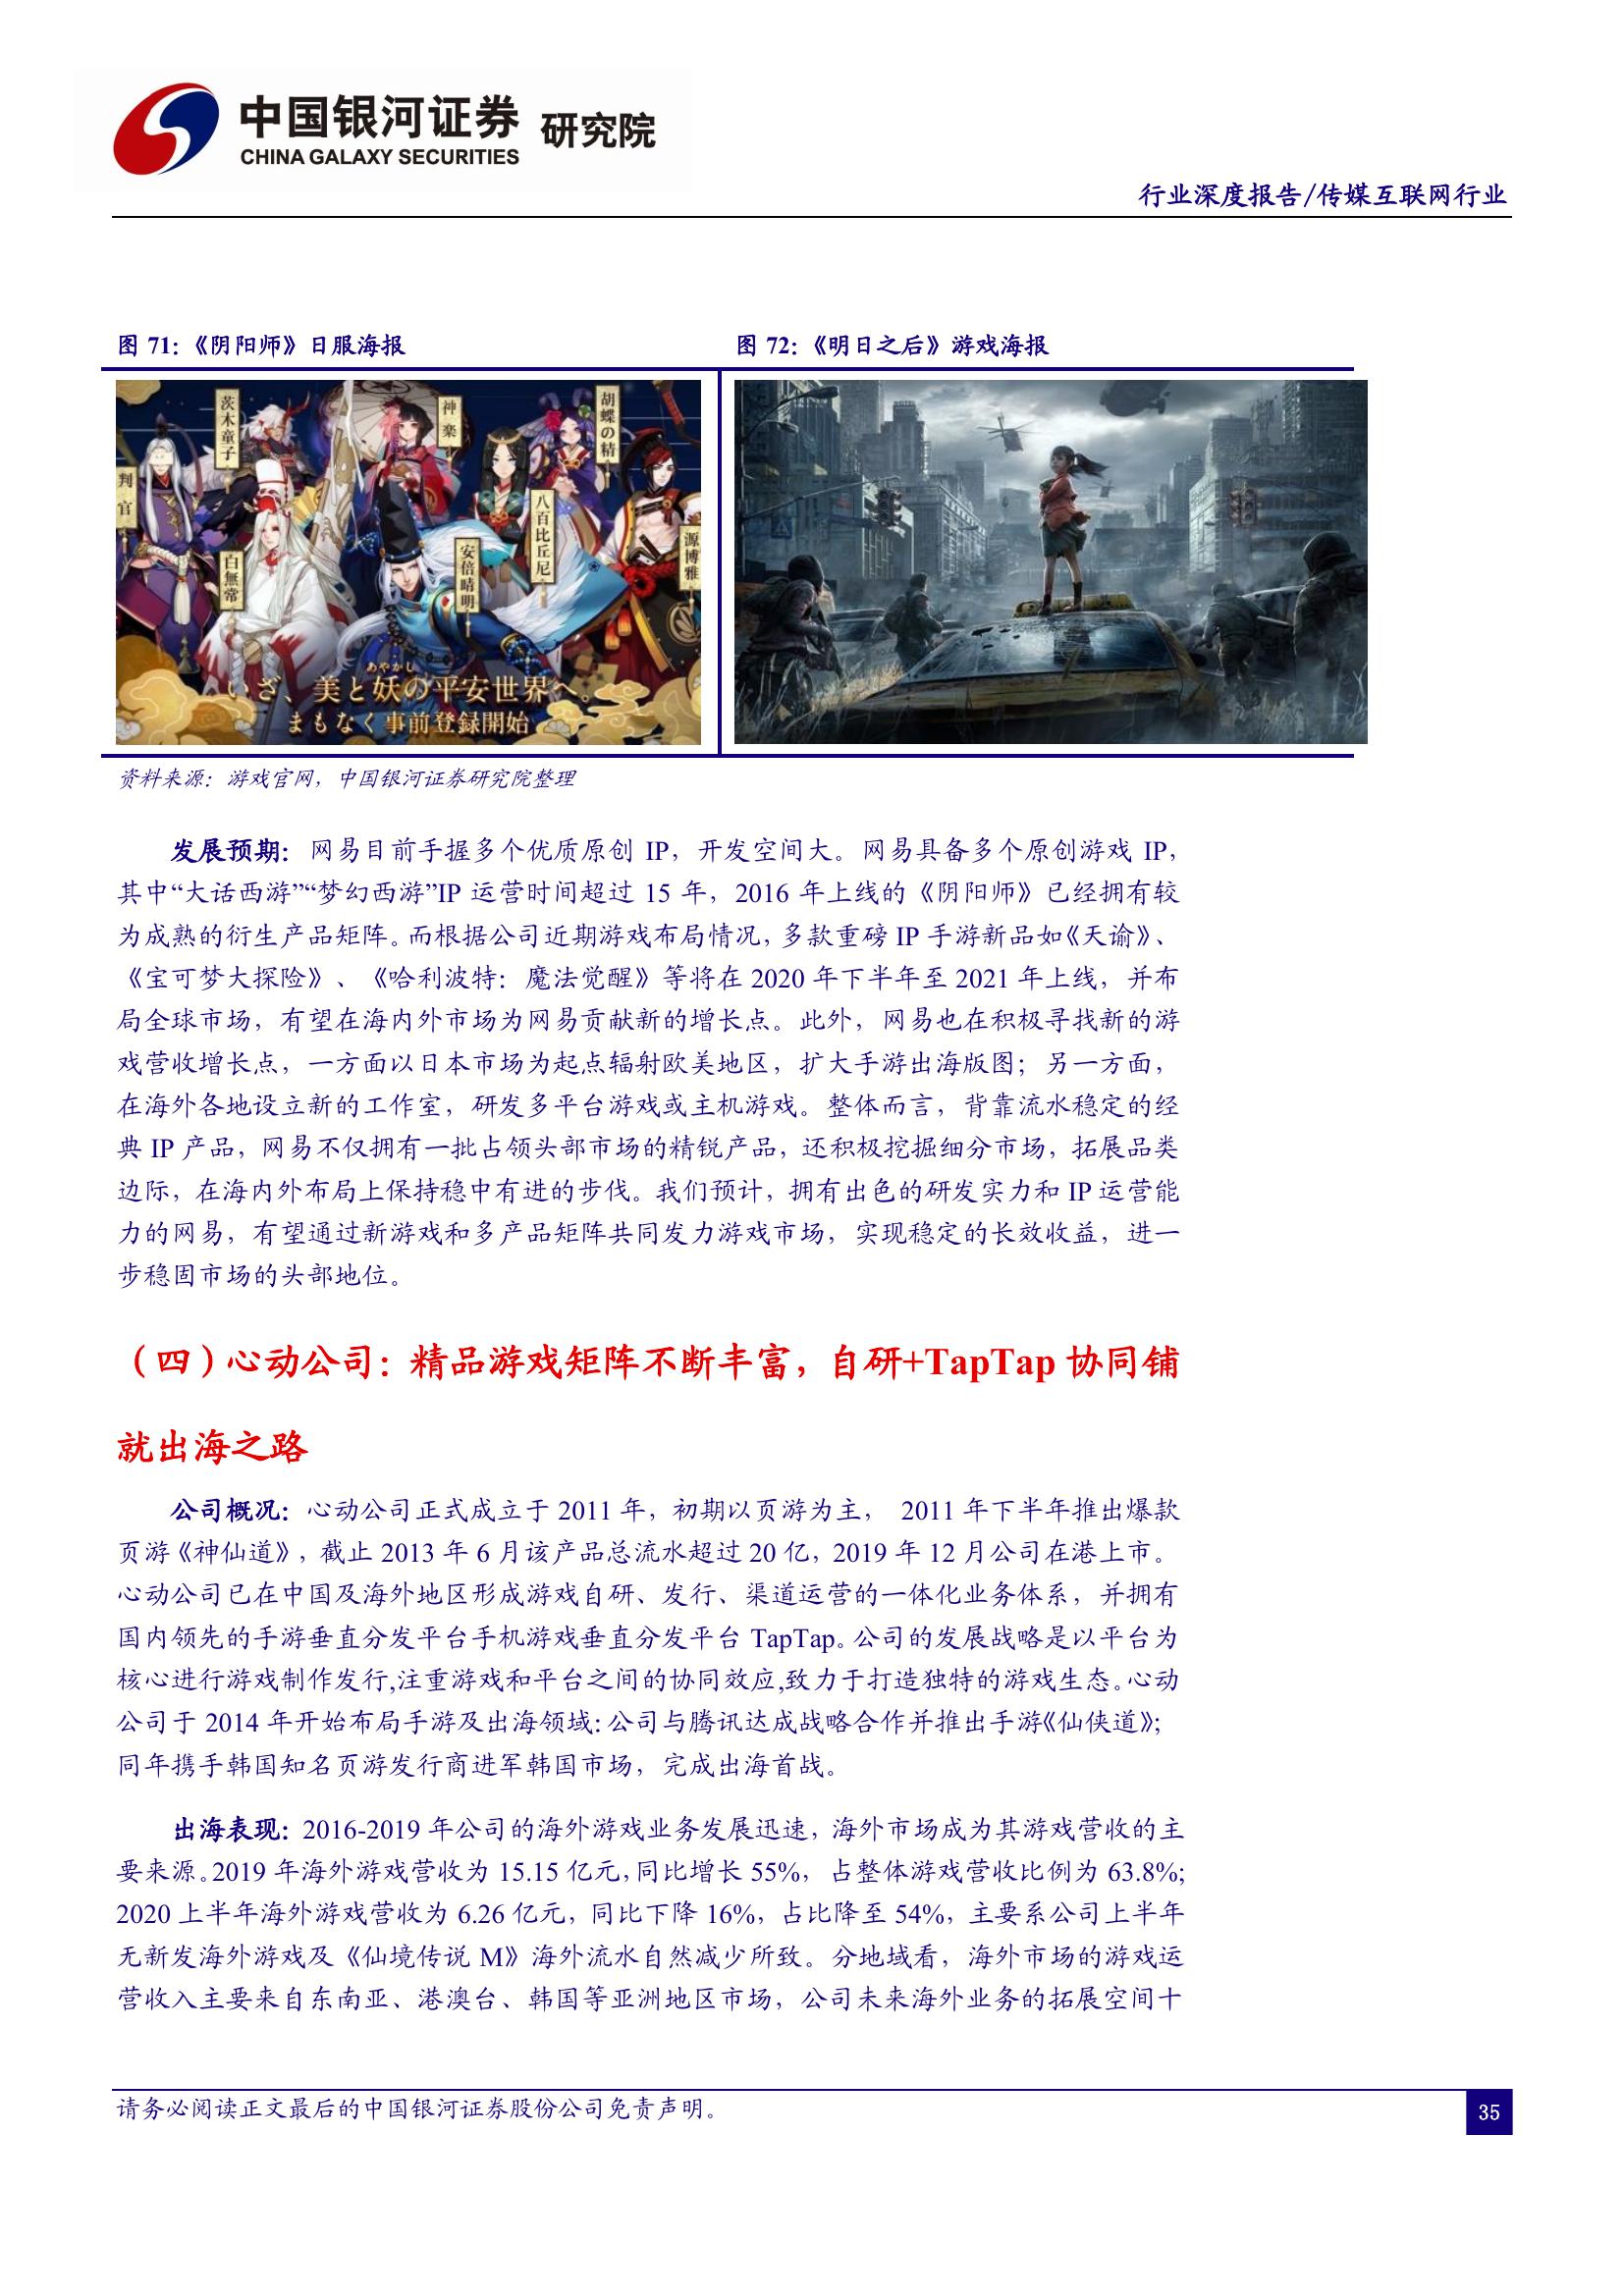 中国银河证券 研究院
CHINA GALAXY SECURITIES
行业深度报告/传媒互联网行业
图 71:《阴阳师》日服海报
图 72:《明日之后》游戏海报
茨木童子
神楽
胡蝶の精
判官
八百比丘尼
源博雅
白無常
安倍晴明
あやかし
いざ、美と妖の平安世界へ。
まもなく事前登録開始
资料来源：游戏官网，中国银河证券研究院整理
发展预期：网易目前手握多个优质原创 IP，开发空间大。网易具备多个原创游戏 IP，
其中“大话西游”“梦幻西游”IP 运营时间超过 15 年，2016 年上线的《阴阳师》已经拥有较
为成熟的衍生产品矩阵。而根据公司近期游戏布局情况，多款重磅 IP 手游新品如《天谕》、
《宝可梦大探险》、《哈利波特：魔法觉醒》等将在 2020 年下半年至 2021 年上线，并布
局全球市场，有望在海内外市场为网易贡献新的增长点。此外，网易也在积极寻找新的游
戏营收增长点，一方面以日本市场为起点辐射欧美地区，扩大手游出海版图；另一方面，
在海外各地设立新的工作室，研发多平台游戏或主机游戏。整体而言，背靠流水稳定的经
典 IP 产品，网易不仅拥有一批占领头部市场的精锐产品，还积极挖掘细分市场，拓展品类
边际，在海内外布局上保持稳中有进的步伐。我们预计，拥有出色的研发实力和 IP 运营能
力的网易，有望通过新游戏和多产品矩阵共同发力游戏市场，实现稳定的长效收益，进一
步稳固市场的头部地位。
（四）心动公司：精品游戏矩阵不断丰富，自研+TapTap 协同铺
就出海之路
公司概况：心动公司正式成立于 2011 年，初期以页游为主， 2011 年下半年推出爆款
页游《神仙道》，截止 2013 年 6 月该产品总流水超过 20 亿，2019 年 12 月公司在港上市。
心动公司已在中国及海外地区形成游戏自研、发行、渠道运营的一体化业务体系，并拥有
国内领先的手游垂直分发平台手机游戏垂直分发平台 TapTap。公司的发展战略是以平台为
核心进行游戏制作发行,注重游戏和平台之间的协同效应,致力于打造独特的游戏生态。心动
公司于 2014 年开始布局手游及出海领域：公司与腾讯达成战略合作并推出手游《仙侠道》；
同年携手韩国知名页游发行商进军韩国市场，完成出海首战。
出海表现：2016-2019 年公司的海外游戏业务发展迅速，海外市场成为其游戏营收的主
要来源。2019 年海外游戏营收为 15.15 亿元，同比增长 55%，占整体游戏营收比例为 63.8%；
2020 上半年海外游戏营收为 6.26 亿元，同比下降 16%，占比降至 54%，主要系公司上半年
无新发海外游戏及《仙境传说 M》海外流水自然减少所致。分地域看，海外市场的游戏运
营收入主要来自东南亚、港澳台、韩国等亚洲地区市场，公司未来海外业务的拓展空间十
请务必阅读正文最后的中国银河证券股份公司免责声明。
35